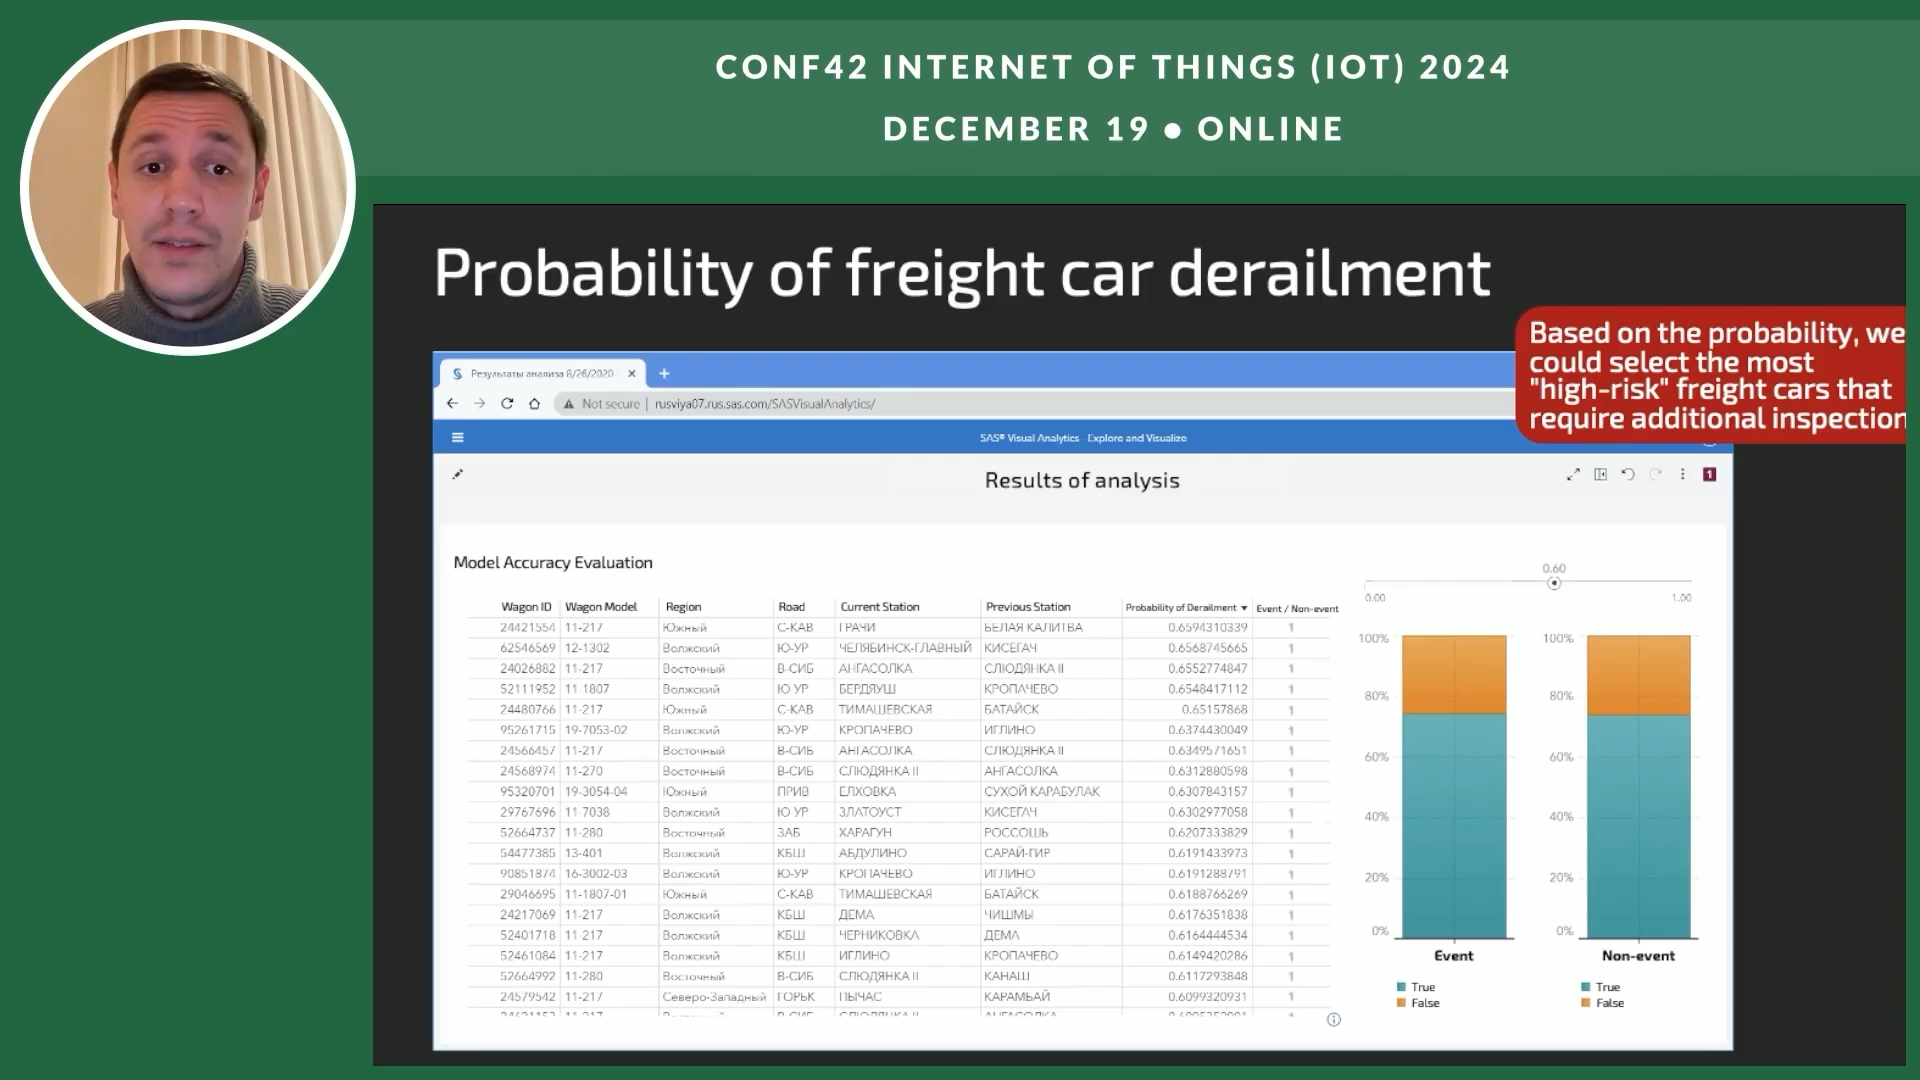 CONF42 INTERNET OF THINGS (IOT) 2024
DECEMBER 19 ● ONLINE
Probability of freight car derailment
Based on the probability, we
could select the most
"high-risk" freight cars that
require additional inspection
Результаты анализа 8/26/2020
Not secure | rusviya07.rus.sas.com/SASVisualAnalytics/
SAS® Visual Analytics - Explore and Visualize
Results of analysis
1
Model Accuracy Evaluation
Wagon ID Wagon Model Region Road Current Station Previous Station Probability of Derailment ▼ Event / Non-event
24421554 11-217 Южный С-КАВ ГРАЧИ БЕЛАЯ КАЛИТВА 0.6594310339 1
62546569 12-1302 Волжский Ю-УР ЧЕЛЯБИНСК-ГЛАВНЫЙ КИСЕГАЧ 0.6568745665 1
24026882 11-217 Восточный В-СИБ АНГАСОЛКА СЛЮДЯНКА II 0.6552774847 1
52111952 11-1807 Волжский Ю-УР БЕРДЯУШ КРОПАЧЕВО 0.6548417112 1
24480766 11-217 Южный С-КАВ ТИМАШЕВСКАЯ БАТАЙСК 0.65157868 1
95261715 19-7053-02 Волжский Ю-УР КРОПАЧЕВО ИГЛИНО 0.6374430049 1
24566457 11-217 Восточный В-СИБ АНГАСОЛКА СЛЮДЯНКА II 0.6349571651 1
24568974 11-270 Восточный В-СИБ СЛЮДЯНКА II АНГАСОЛКА 0.6312880598 1
95320701 19-3054-04 Южный ПРИВ ЕЛХОВКА СУХОЙ КАРАБУЛАК 0.6307843157 1
29767696 11-7038 Волжский Ю-УР ЗЛАТОУСТ КИСЕГАЧ 0.6302977058 1
52664737 11-280 Восточный ЗАБ ХАРАГУН РОССОШЬ 0.6207333829 1
54477385 13-401 Волжский КБШ АБДУЛИНО САРАЙ-ГИР 0.6191433973 1
90851874 16-3002-03 Волжский Ю-УР КРОПАЧЕВО ИГЛИНО 0.6191288791 1
29046695 11-1807-01 Южный С-КАВ ТИМАШЕВСКАЯ БАТАЙСК 0.6188766269 1
24217069 11-217 Волжский КБШ ДЕМА ЧИШМЫ 0.6176351838 1
52401718 11-217 Волжский КБШ ЧЕРНИКОВКА ДЕМА 0.6164444534 1
52461084 11-217 Волжский КБШ ИГЛИНО КРОПАЧЕВО 0.6149420286 1
52664992 11-280 Восточный В-СИБ СЛЮДЯНКА II КАНАШ 0.6117293848 1
24579542 11-217 Северо-Западный ГОРЬК ПЫЧАС КАРАМБАЙ 0.6099320931 1
0.60
0.00 1.00
100% 100%
80% 80%
60% 60%
40% 40%
20% 20%
0% 0%
Event Non-event
True True
False False